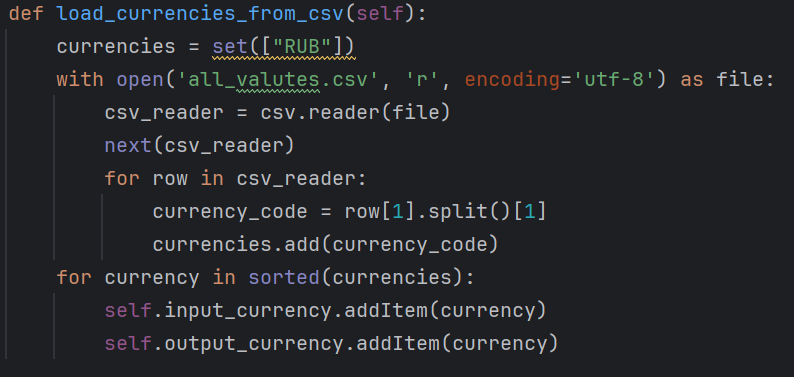 def load_currencies_from_csv(self):
    currencies = set(["RUB"])
    with open('all_valutes.csv', 'r', encoding='utf-8') as file:
        csv_reader = csv.reader(file)
        next(csv_reader)
        for row in csv_reader:
            currency_code = row[1].split()[1]
            currencies.add(currency_code)
    for currency in sorted(currencies):
        self.input_currency.addItem(currency)
        self.output_currency.addItem(currency)